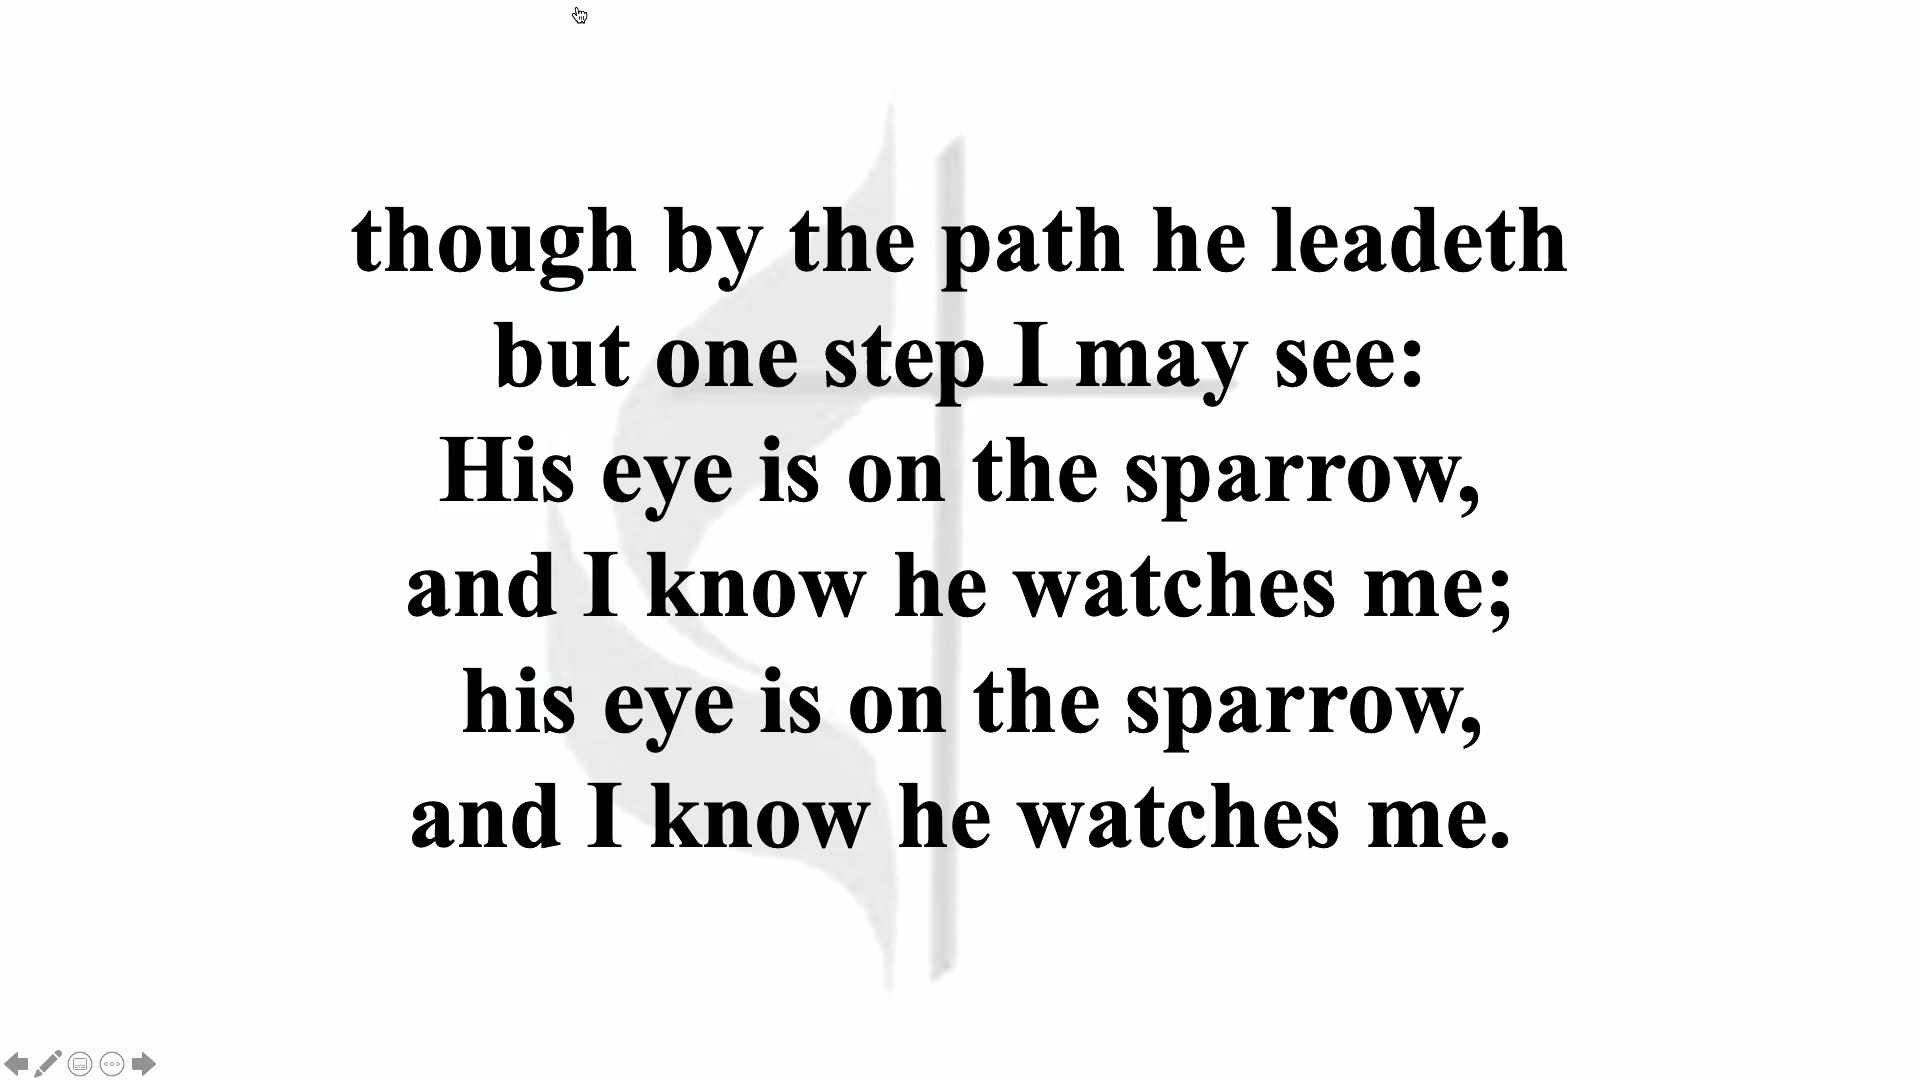 though by the path he leadeth
but one step I may see:
His eye is on the sparrow,
and I know he watches me;
his eye is on the sparrow,
and I know he watches me.